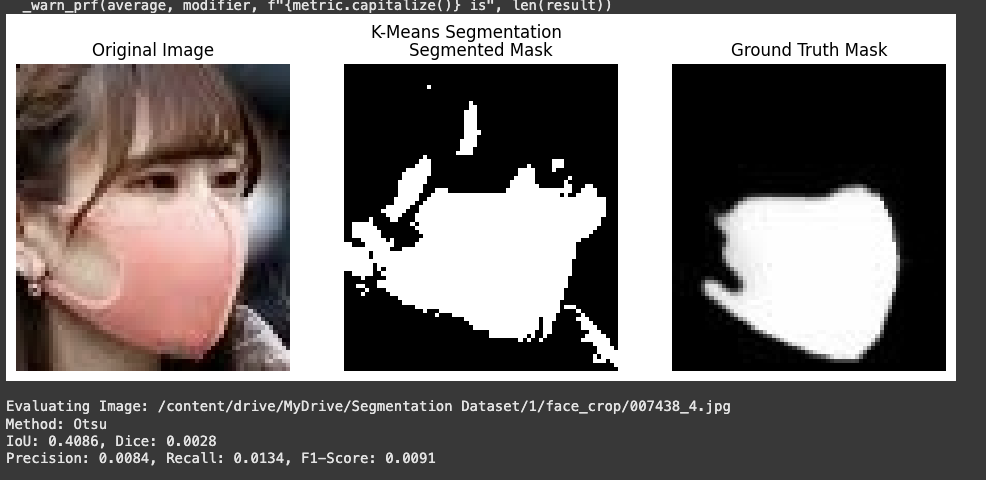 _warn_prf(average, modifier, f"{metric.capitalize()} is", len(result))
K-Means Segmentation
Original Image
Segmented Mask
Ground Truth Mask
Evaluating Image: /content/drive/MyDrive/Segmentation Dataset/1/face_crop/007438_4.jpg
Method: Otsu
IoU: 0.4086, Dice: 0.0028
Precision: 0.0084, Recall: 0.0134, F1-Score: 0.0091